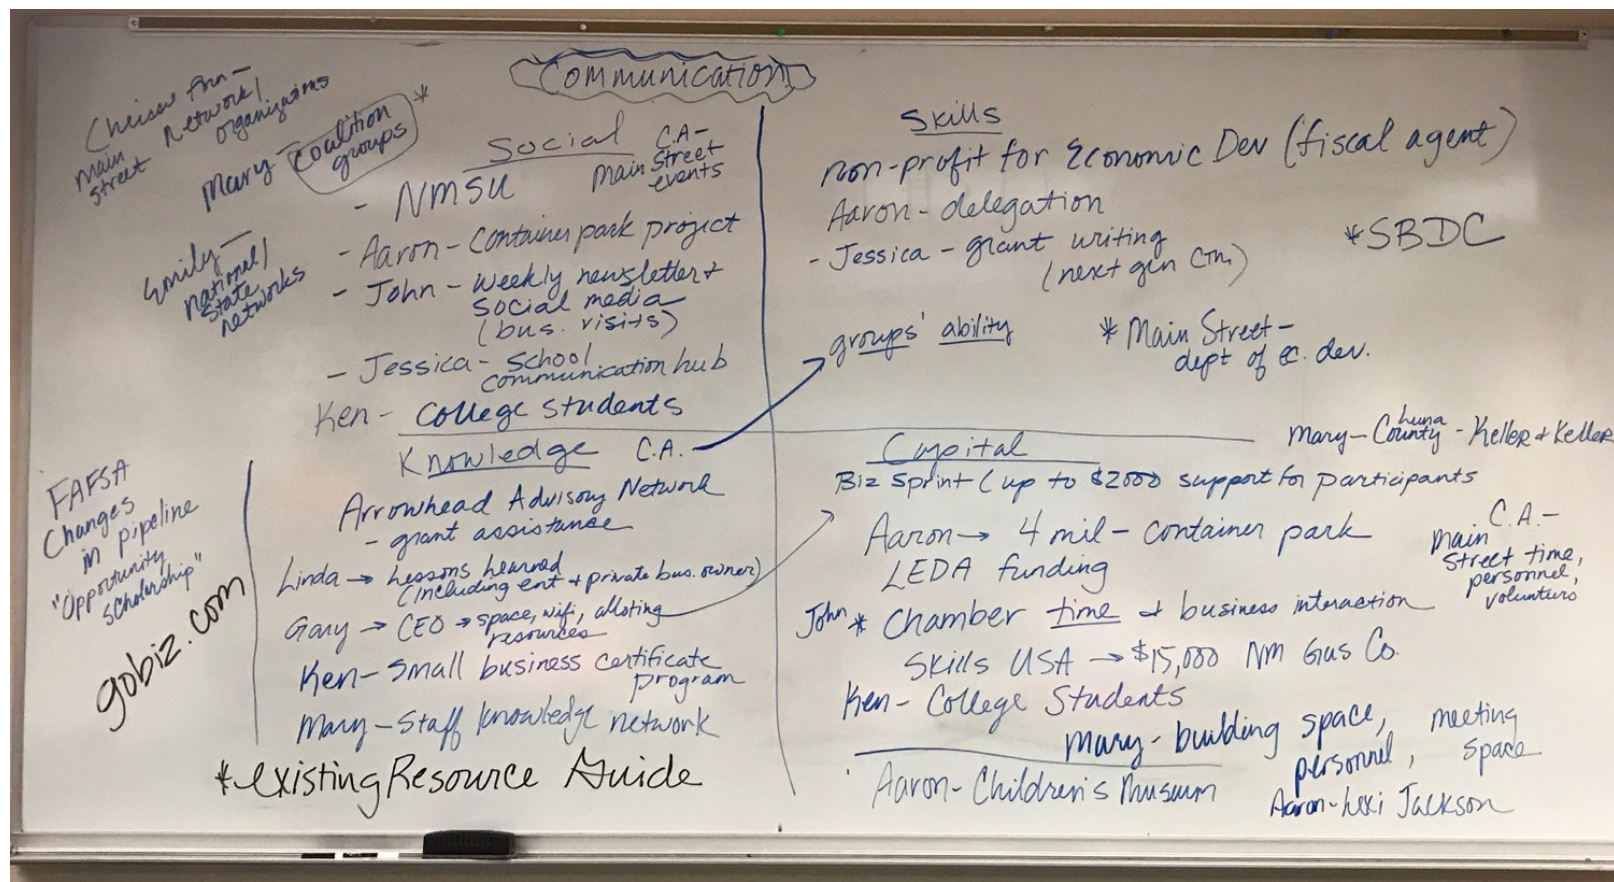 Communication
Network/
organizations
main
street
Mary - coalition *
groups
Emily -
national/
State
networks
Social
C.A-
Main Street
events
- NMSU
- Aaron - Container park project
- John - weekly newsletter +
social media
(bus. visits)
- Jessica - School
communication hub
Ken - College students
Skills
non-profit for Economic Dev (fiscal agent)
Aaron - delegation
- Jessica - grant writing
(next gen CTM)
* SBDC
groups' ability
* Main Street -
dept of ec. dev.
Knowledge C.A.
Arrowhead Advisory Network
- grant assistance
Linda → Lessons learned
(including ent + private bus. owner)
Gary → CEO → space, wifi, alloting
resources
Ken - Small business certificate
program
Mary - Staff knowledge network
* existing Resource Guide
FAFSA
Changes
in pipeline
"Opportunity
Scholarship"
gobiz.com
Capital
Mary - Luna County - Keller & Keller
Biz Sprint (up to $2000 support for participants
Aaron → 4 mil - container park
LEDA funding
C.A. -
Main
Street time,
personnel,
volunteers
John * Chamber time & business interaction
Skills USA → $15,000 NM Gas Co.
Ken - College Students
Mary - building space, meeting
personnel, space
Aaron - Children's Museum
Aaron - Lexi Jackson